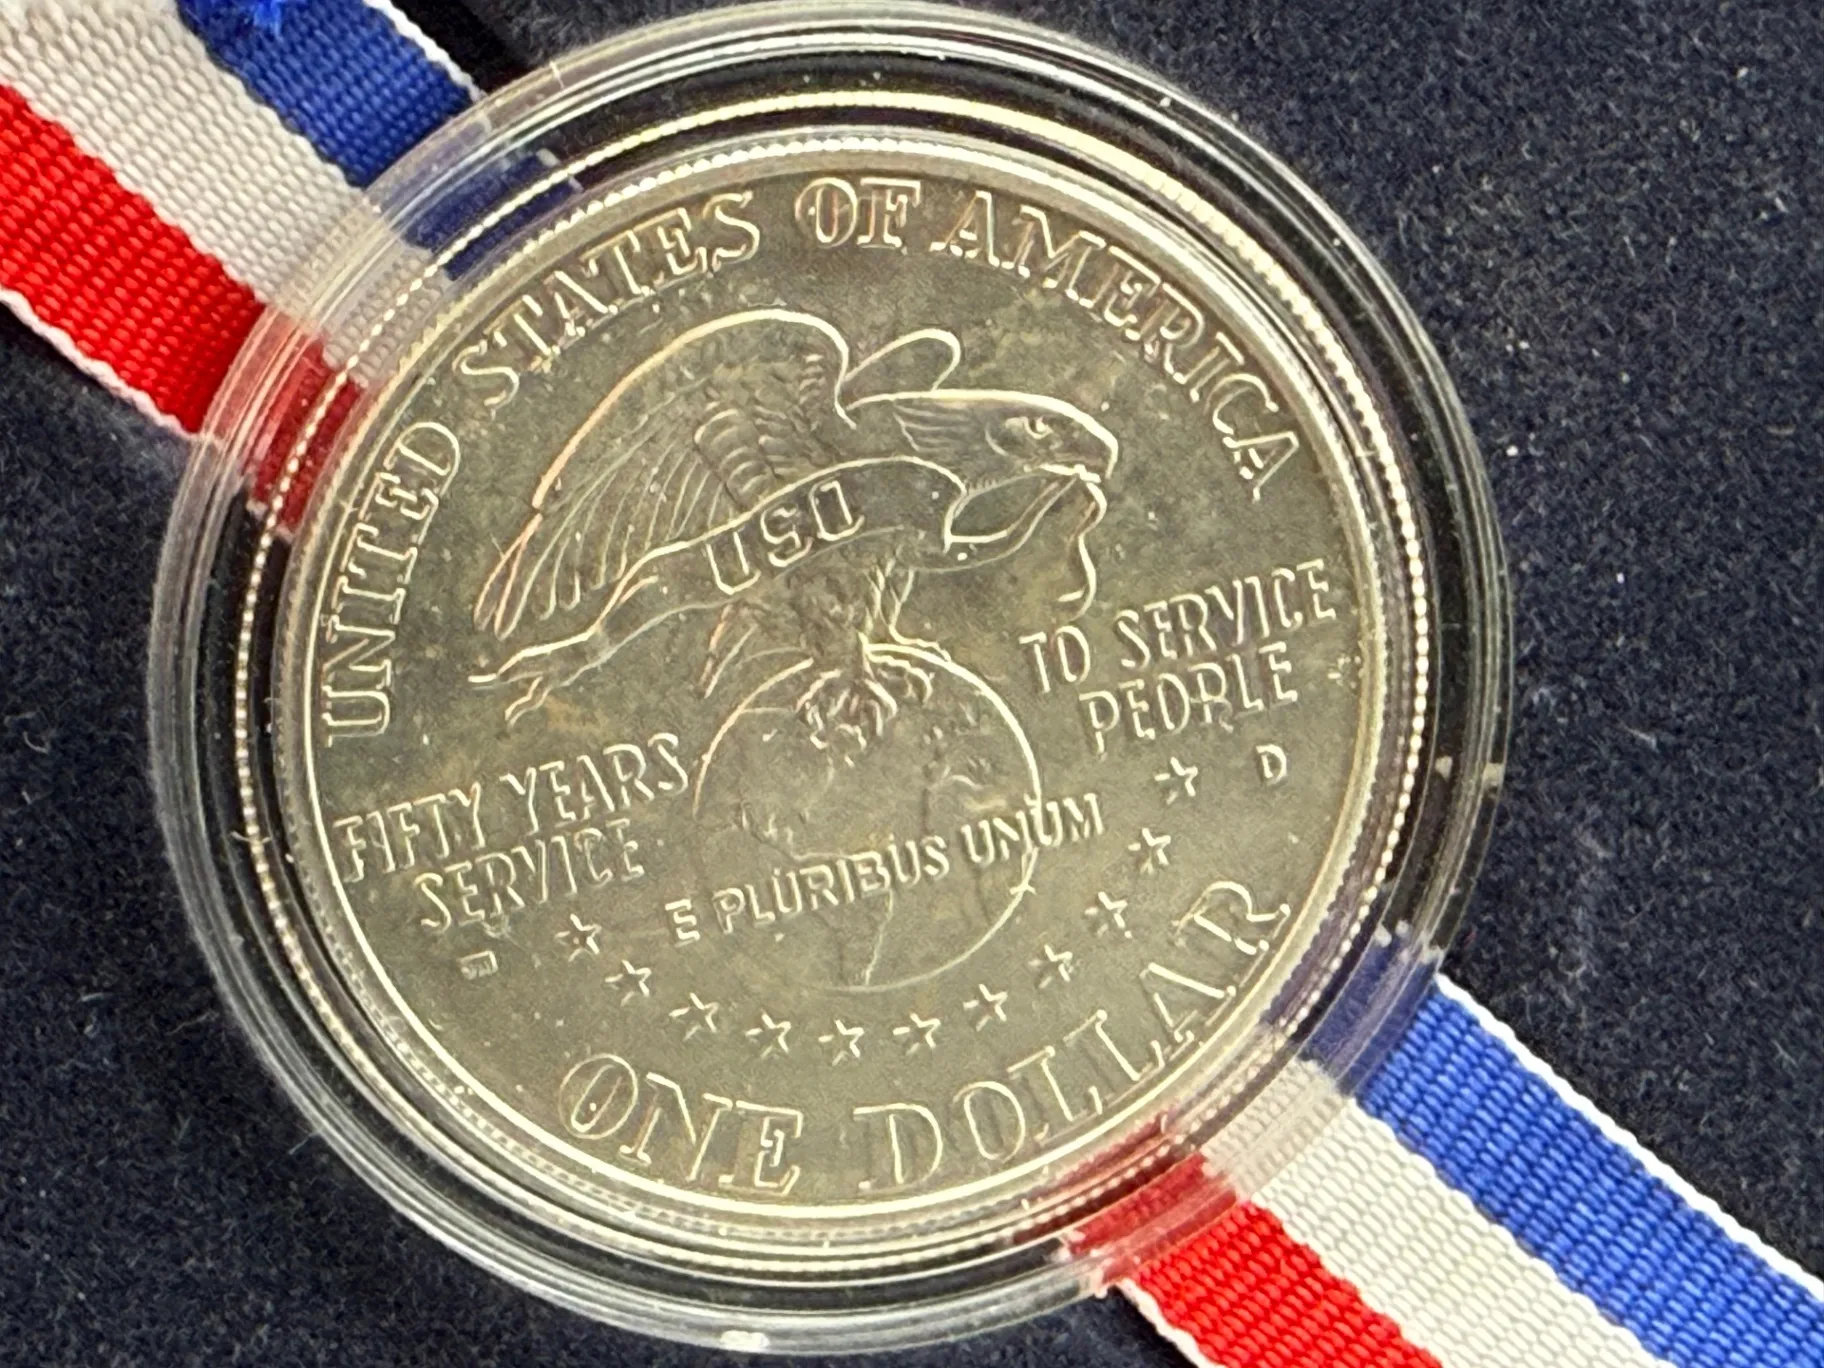 UNITED STATES OF AMERICA
USO
TO SERVICE
PEOPLE
FIFTY YEARS
SERVICE
D
E PLURIBUS UNUM
ONE DOLLAR